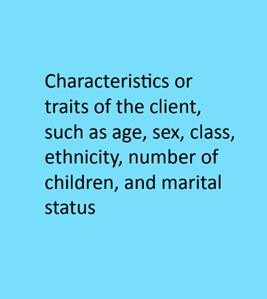 Characteristics or
traits of the client,
such as age, sex, class,
ethnicity, number of
children, and marital
status